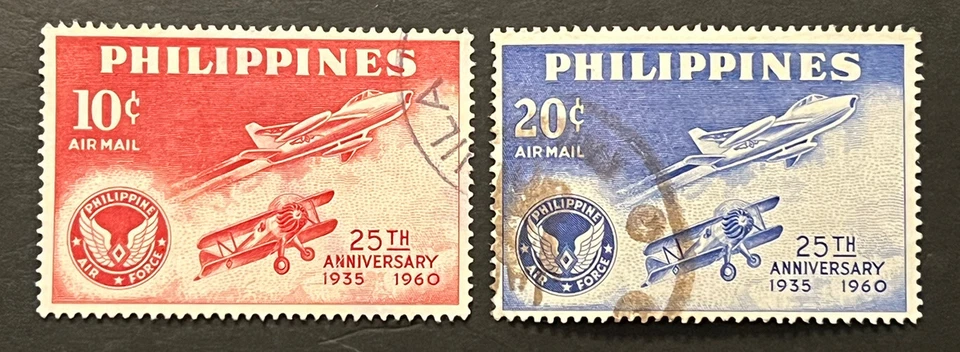 PHILIPPINES
10¢
AIR MAIL
PHILIPPINE
AIR FORCE
25TH
ANNIVERSARY
1935 1960
ILA
PHILIPPINES
20¢
AIR MAIL
PHILIPPINE
AIR FORCE
25TH
ANNIVERSARY
1935 1960